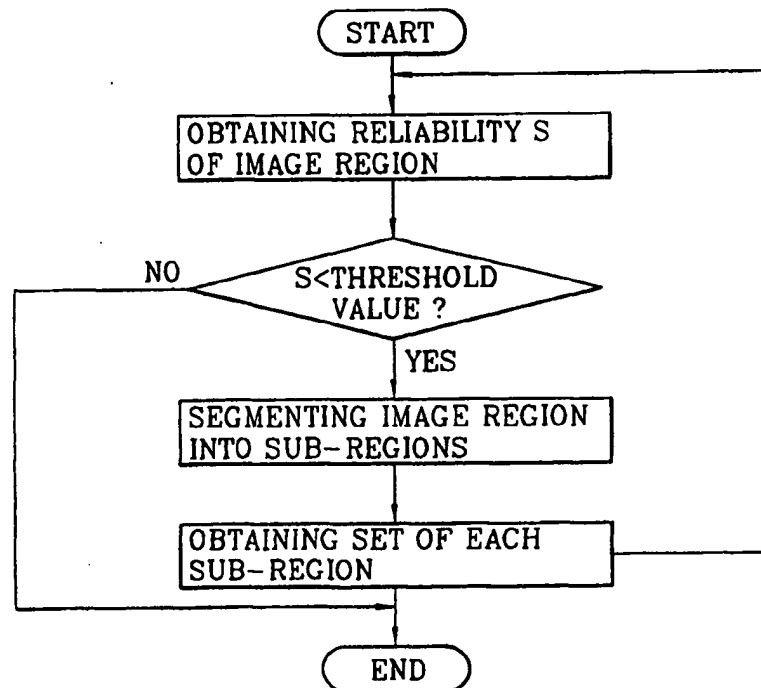 START
OBTAINING RELIABILITY S
OF IMAGE REGION
NO
S<THRESHOLD
VALUE ?
YES
SEGMENTING IMAGE REGION
INTO SUB-REGIONS
OBTAINING SET OF EACH
SUB-REGION
END